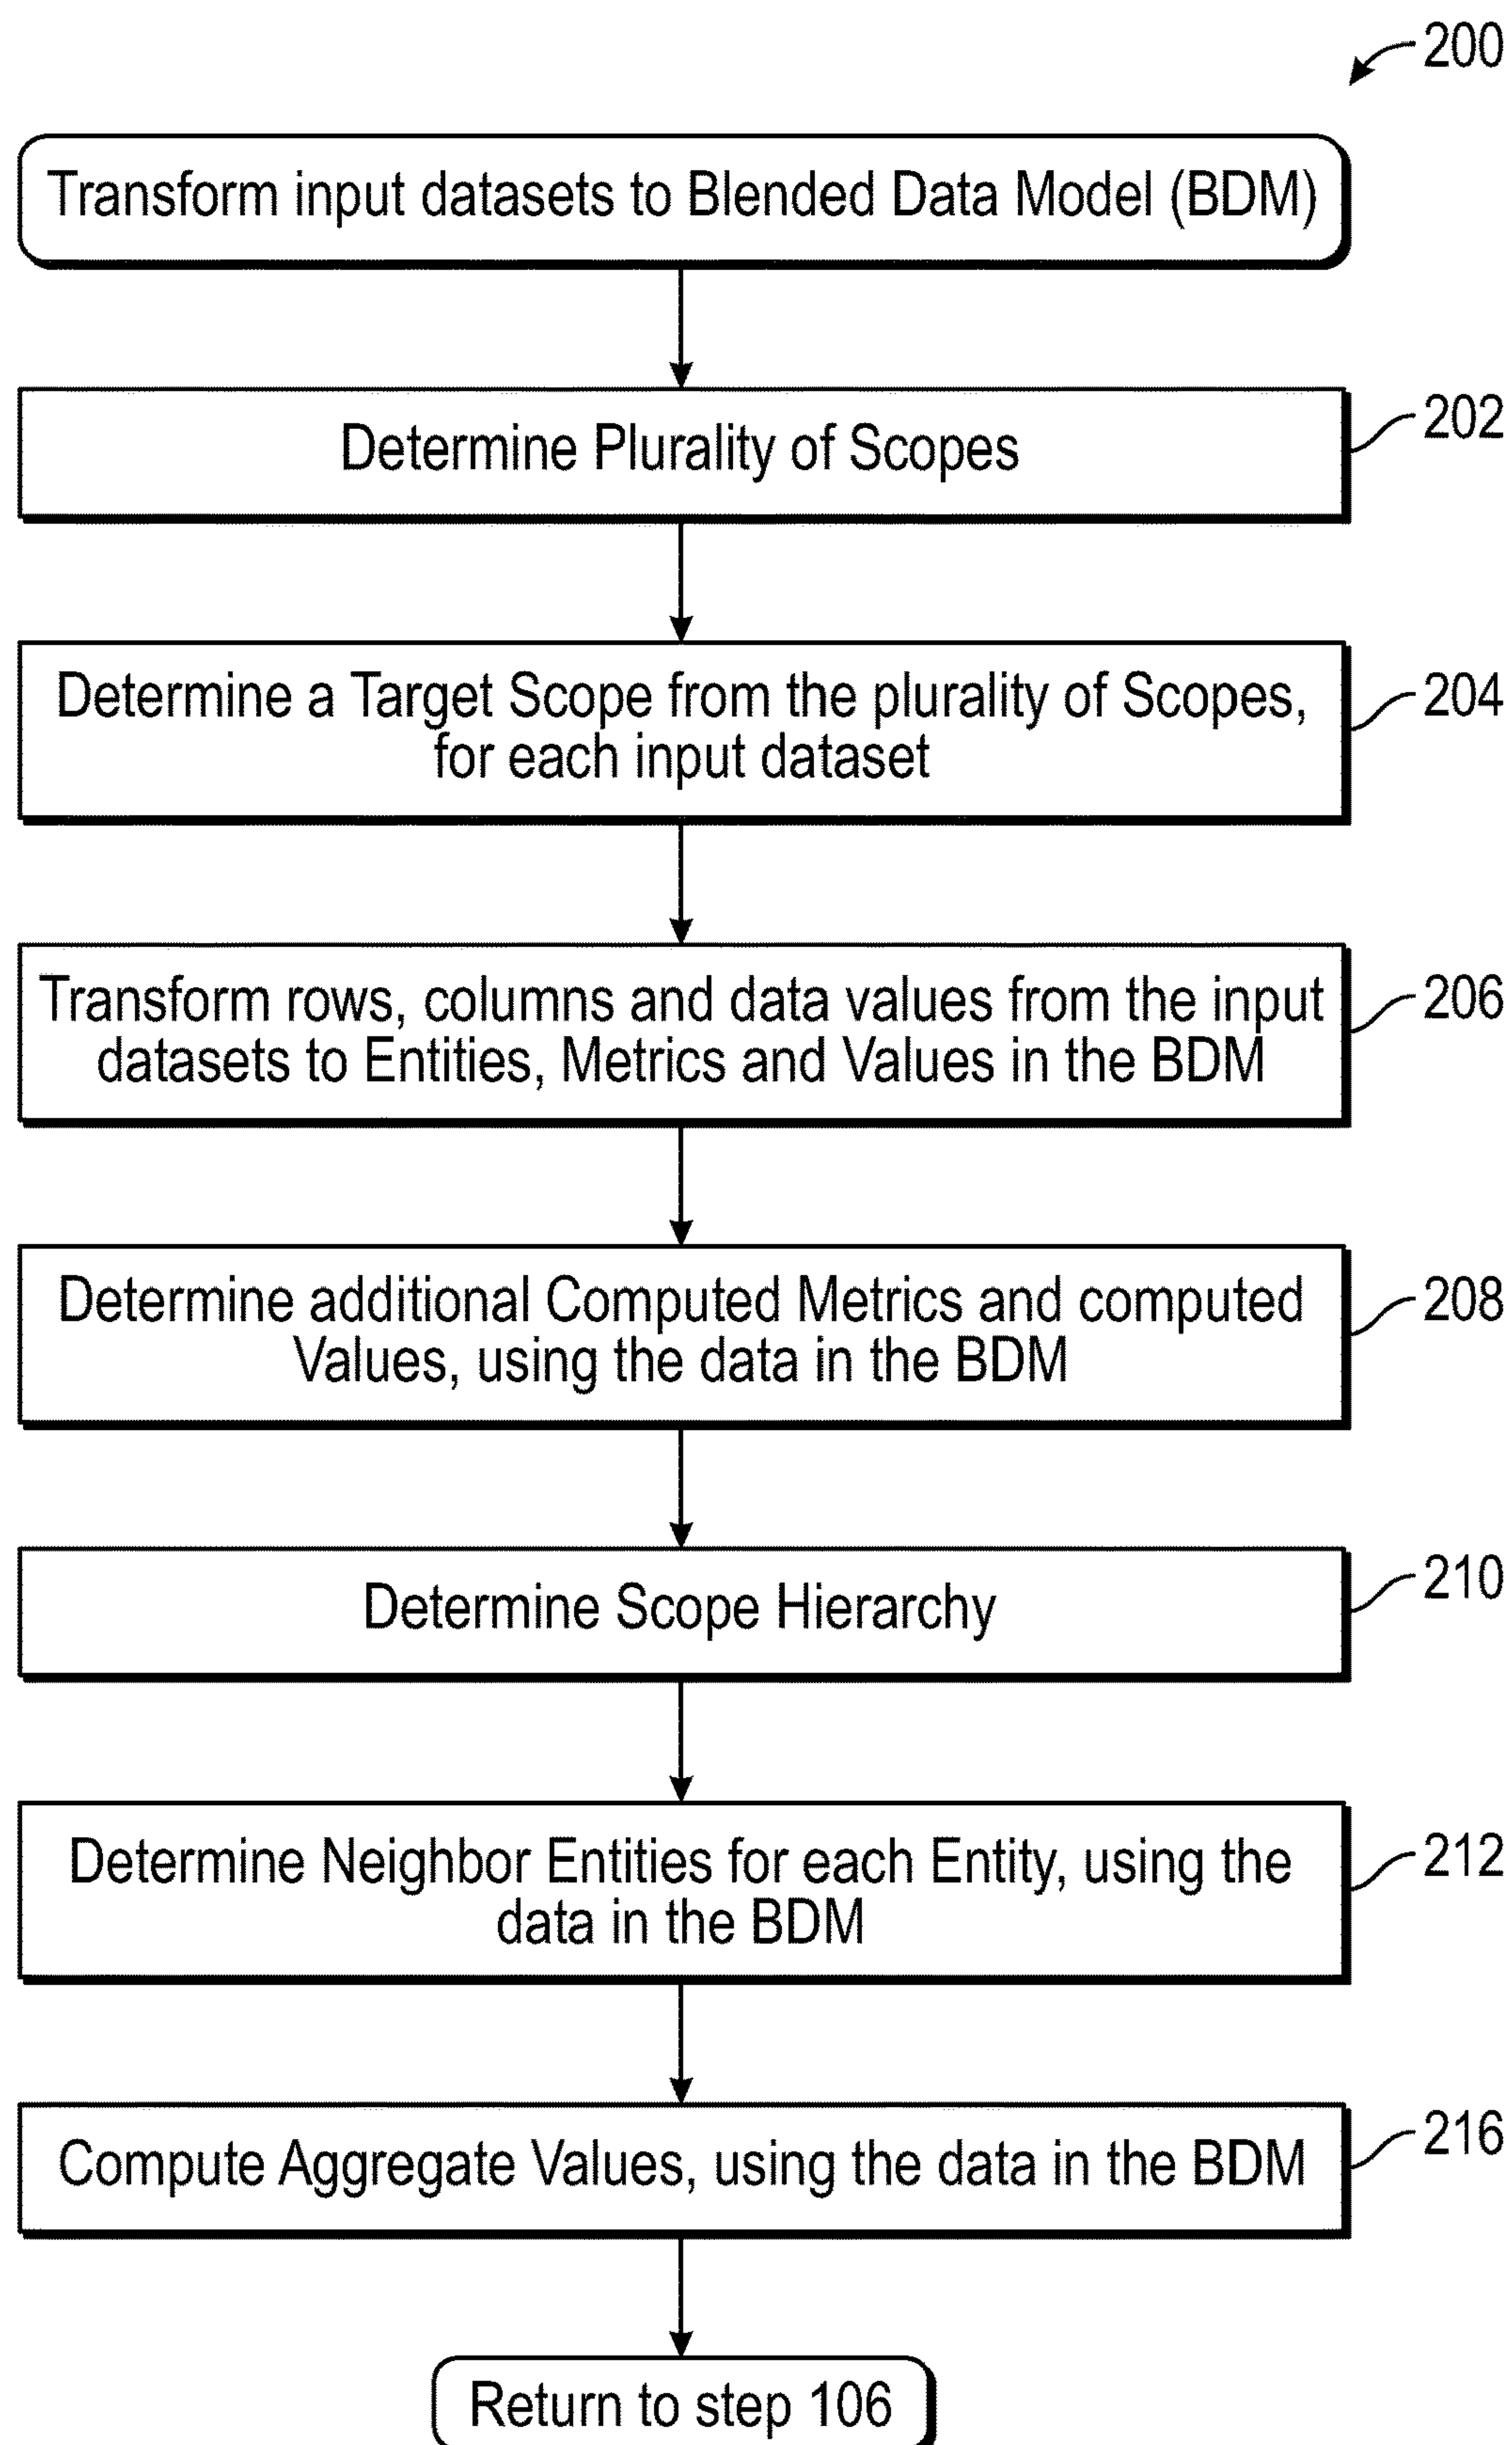 200
Transform input datasets to Blended Data Model (BDM)
Determine Plurality of Scopes
202
Determine a Target Scope from the plurality of Scopes,
for each input dataset
204
Transform rows, columns and data values from the input
datasets to Entities, Metrics and Values in the BDM
206
Determine additional Computed Metrics and computed
Values, using the data in the BDM
208
Determine Scope Hierarchy
210
Determine Neighbor Entities for each Entity, using the
data in the BDM
212
Compute Aggregate Values, using the data in the BDM
216
Return to step 106